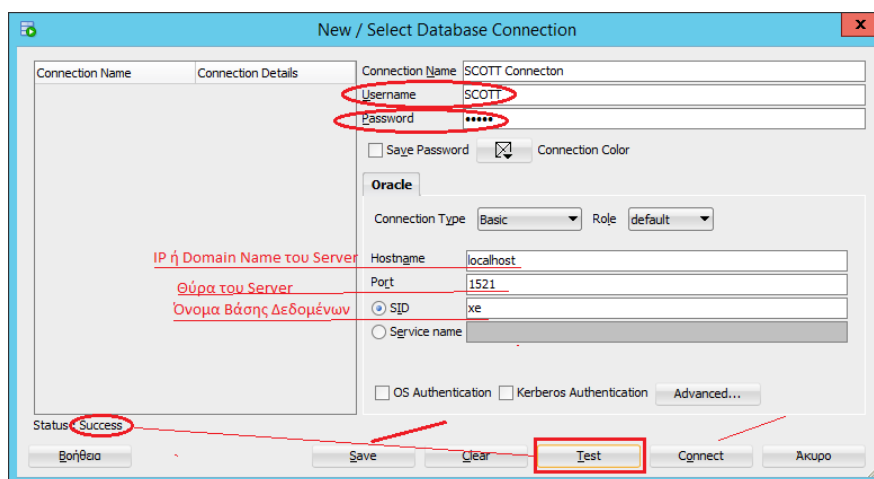 New / Select Database Connection
x
Connection Name Connection Details
Connection Name SCOTT Connecton
Username SCOTT
Password •••••
Save Password Connection Color
Oracle
Connection Type Basic Role default
IP ή Domain Name του Server Hostname localhost
Θύρα του Server Port 1521
Όνομα Βάσης Δεδομένων SID xe
Service name
OS Authentication Kerberos Authentication Advanced...
Status : Success
Βοήθεια Save Clear Test Connect Άκυρο